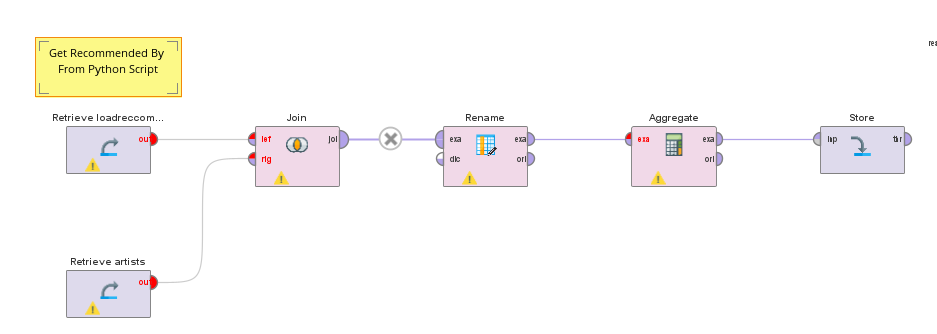 Get Recommended By
From Python Script
res
Retrieve loadreccom...
Join
Rename
Aggregate
Store
out
lef
joi
exa
exa
exa
exa
inp
thr
rig
dic
ori
ori
Retrieve artists
out